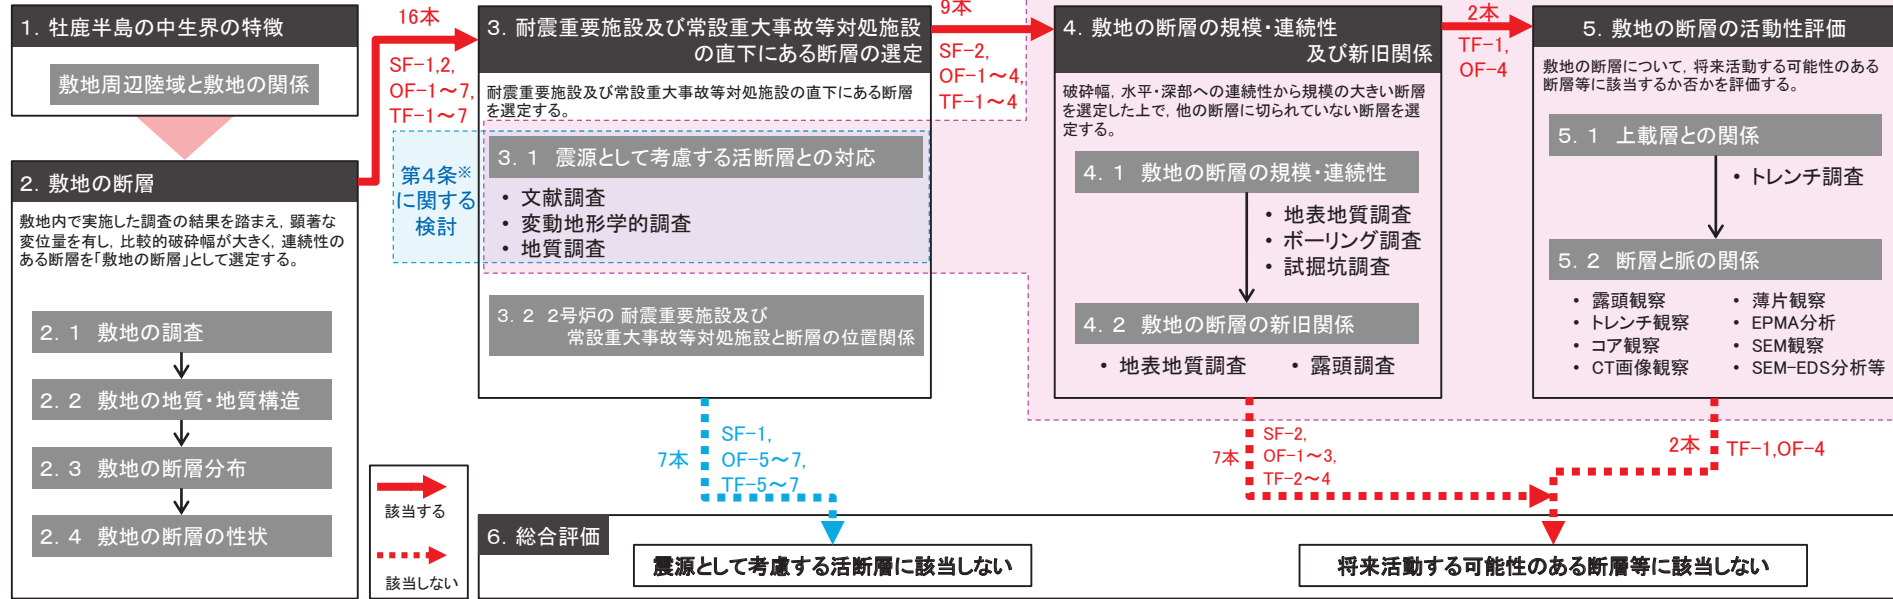 1. 牡鹿半島の中生界の特徴
敷地周辺陸域と敷地の関係
2. 敷地の断層
敷地内で実施した調査の結果を踏まえ, 顕著な
変位量を有し, 比較的破砕幅が大きく, 連続性の
ある断層を「敷地の断層」として選定する。
2. 1 敷地の調査
2. 2 敷地の地質・地質構造
2. 3 敷地の断層分布
2. 4 敷地の断層の性状
16本
SF-1,2,
OF-1～7,
TF-1～7
第4条※
に関する
検討
3. 耐震重要施設及び常設重大事故等対処施設
の直下にある断層の選定
耐震重要施設及び常設重大事故等対処施設の直下にある断層
を選定する。
3. 1 震源として考慮する活断層との対応
・ 文献調査
・ 変動地形学的調査
・ 地質調査
3. 2 2号炉の 耐震重要施設及び
常設重大事故等対処施設と断層の位置関係
9本
SF-2,
OF-1～4,
TF-1～4
4. 敷地の断層の規模・連続性
及び新旧関係
破砕幅, 水平・深部への連続性から規模の大きい断層
を選定した上で, 他の断層に切られていない断層を選
定する。
4. 1 敷地の断層の規模・連続性
・ 地表地質調査
・ ボーリング調査
・ 試掘坑調査
4. 2 敷地の断層の新旧関係
・ 地表地質調査 ・ 露頭調査
2本
TF-1,
OF-4
5. 敷地の断層の活動性評価
敷地の断層について, 将来活動する可能性のある
断層等に該当するか否かを評価する。
5. 1 上載層との関係
・ トレンチ調査
5. 2 断層と脈の関係
・ 露頭観察
・ トレンチ観察
・ コア観察
・ CT画像観察
・ 薄片観察
・ EPMA分析
・ SEM観察
・ SEM-EDS分析等
7本
SF-1,
OF-5～7,
TF-5～7
7本
SF-2,
OF-1～3,
TF-2～4
2本
TF-1,OF-4
該当する
該当しない
6. 総合評価
震源として考慮する活断層に該当しない
将来活動する可能性のある断層等に該当しない